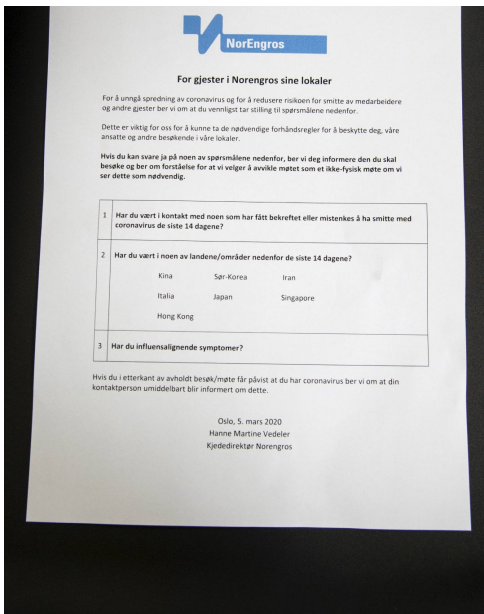 NorEngros
For gjester i Norengros sine lokaler
For å unngå spredning av coronavirus og for å redusere risikoen for smitte av medarbeidere
og andre gjester ber vi om at du vennligst tar stilling til spørsmålene nedenfor.
Dette er viktig for oss for å kunne ta de nødvendige forhåndsregler for å beskytte deg, våre
ansatte og andre besøkende i våre lokaler.
Hvis du kan svare ja på noen av spørsmålene nedenfor, ber vi deg informere den du skal
besøke og ber om forståelse for at vi velger å avvikle møtet som et ikke-fysisk møte om vi
ser dette som nødvendig.
1 Har du vært i kontakt med noen som har fått bekreftet eller mistenkes å ha smitte med
coronavirus de siste 14 dagene?
2 Har du vært i noen av landene/områder nedenfor de siste 14 dagene?
Kina Sør-Korea Iran
Italia Japan Singapore
Hong Kong
3 Har du influensalignende symptomer?
Hvis du i etterkant av avholdt besøk/møte får påvist at du har coronavirus ber vi om at din
kontaktperson umiddelbart blir informert om dette.
Oslo, 5. mars 2020
Hanne Martine Vedeler
Kjededirektør Norengros